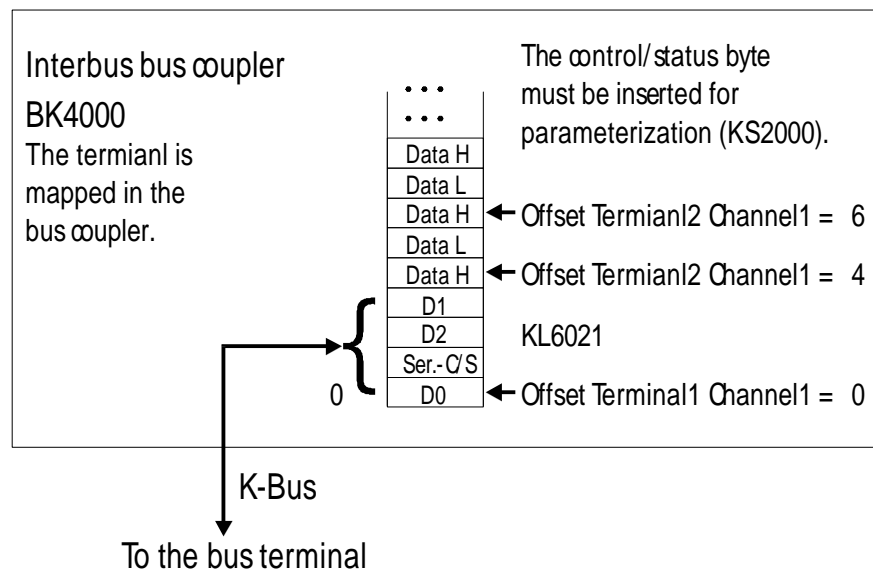 Interbus bus coupler
BK4000
The termianl is
mapped in the
bus coupler.
The control/status byte
must be inserted for
parameterization (KS2000).
• • •
• • •
Data H
Data L
Data H
Offset Termianl2 Channel1 = 6
Data L
Data H
Offset Termianl2 Channel1 = 4
D1
D2
KL6021
Ser.-C/S
0
D0
Offset Terminal1 Channel1 = 0
K-Bus
To the bus terminal